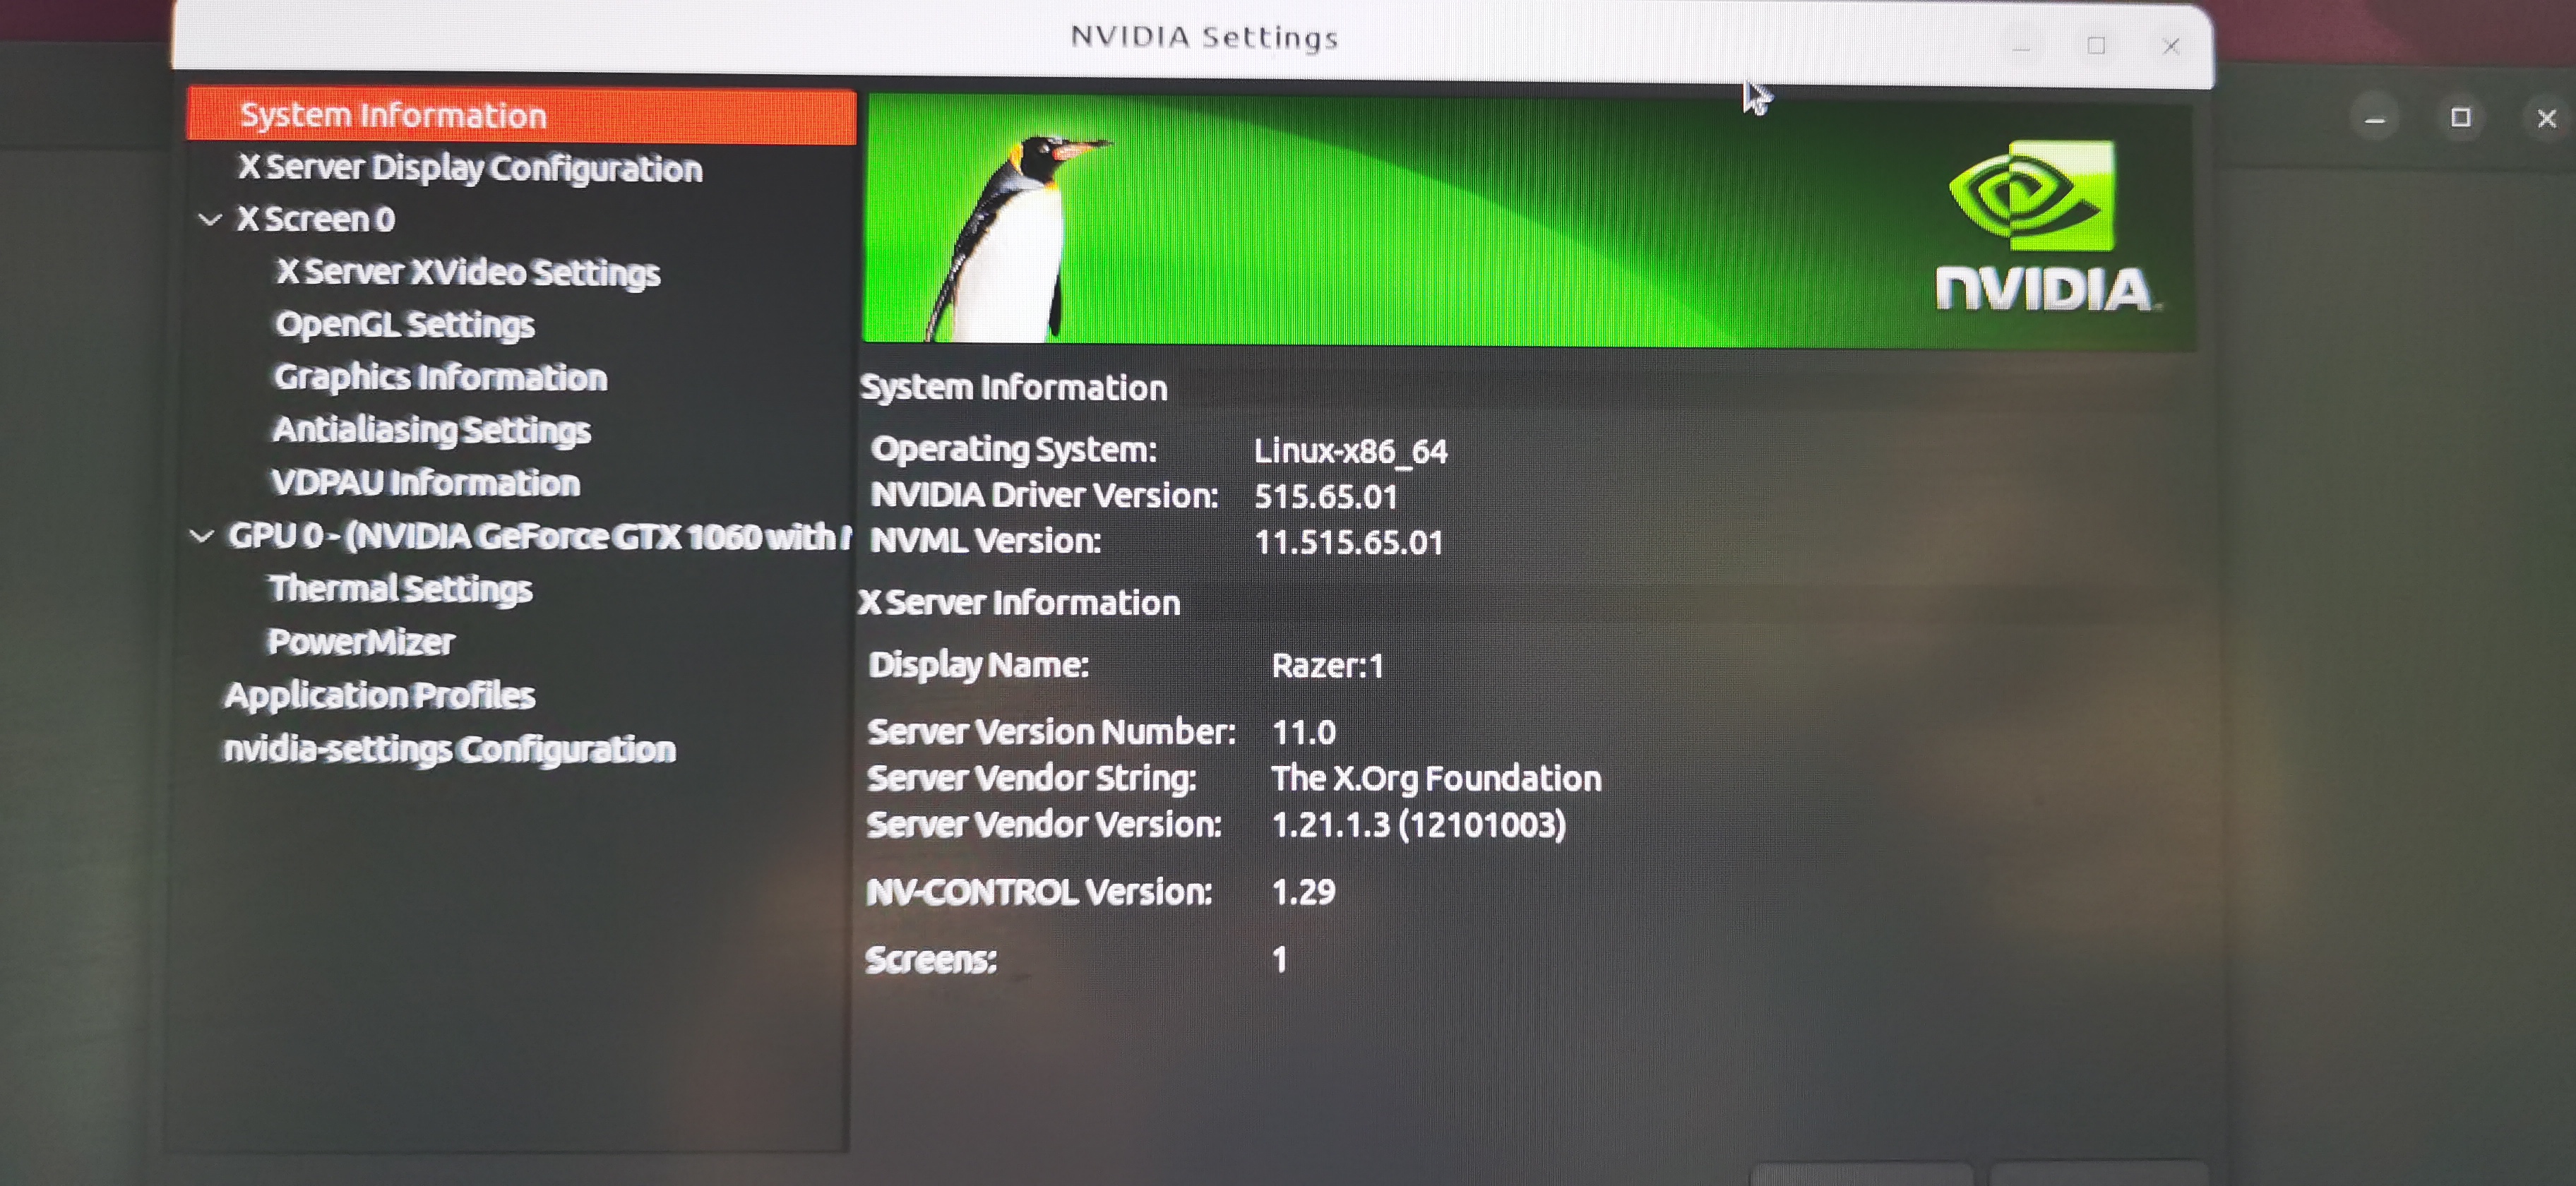 NVIDIA Settings
System Information
X Server Display Configuration
X Screen 0
X Server XVideo Settings
OpenGL Settings
Graphics Information
Antialiasing Settings
VDPAU Information
GPU 0 - (NVIDIA GeForce GTX 1060 with
Thermal Settings
PowerMizer
Application Profiles
nvidia-settings Configuration
NVIDIA
System Information
Operating System: Linux-x86_64
NVIDIA Driver Version: 515.65.01
NVML Version: 11.515.65.01
X Server Information
Display Name: Razer:1
Server Version Number: 11.0
Server Vendor String: The X.Org Foundation
Server Vendor Version: 1.21.1.3 (12101003)
NV-CONTROL Version: 1.29
Screens: 1